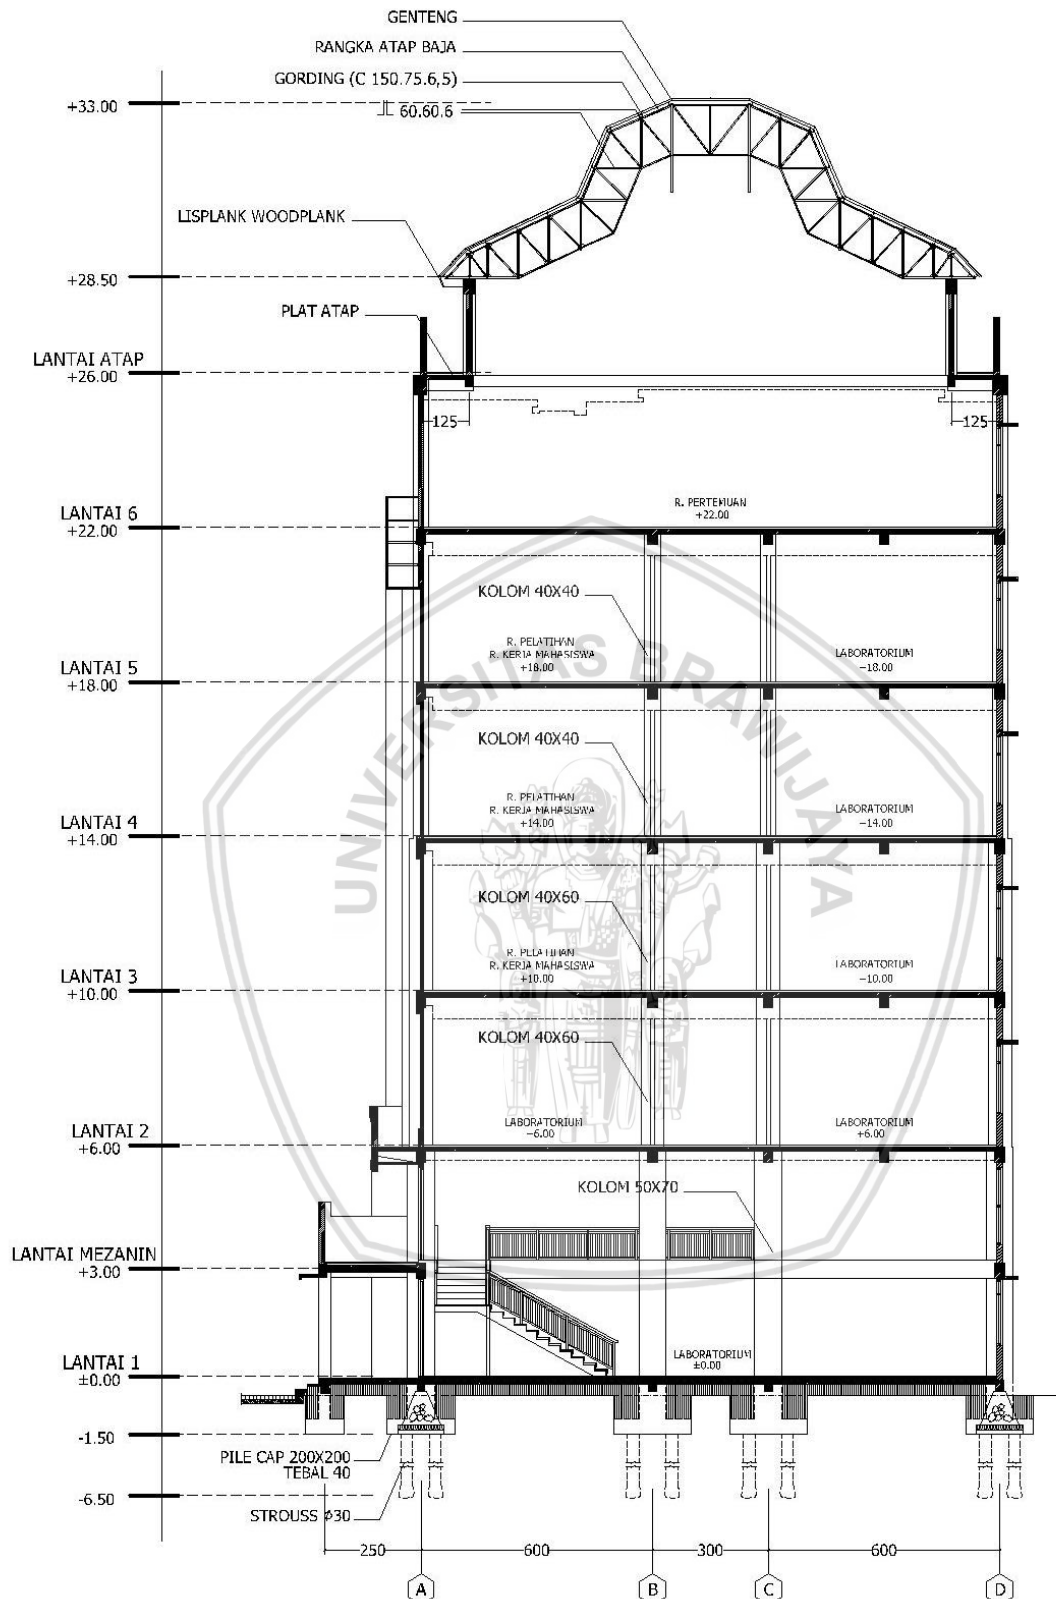 GENTENG
RANGKA ATAP BAJA
GORDING (C 150.75.6,5)
+33.00
⅃L 60.60.6
LISPLANK WOODPLANK
+28.50
PLAT ATAP
LANTAI ATAP
+26.00
125
125
R. PERTEMUAN
+22.00
LANTAI 6
+22.00
KOLOM 40X40
R. PELATIHAN
R. KERJA MAHASISWA
+18.00
LABORATORIUM
-18.00
LANTAI 5
+18.00
KOLOM 40X40
R. PELATIHAN
R. KERJA MAHASISWA
+14.00
LABORATORIUM
-14.00
LANTAI 4
+14.00
KOLOM 40X60
R. PELATIHAN
R. KERJA MAHASISWA
+10.00
LABORATORIUM
-10.00
LANTAI 3
+10.00
KOLOM 40X60
LABORATORIUM
-6.00
LABORATORIUM
+6.00
LANTAI 2
+6.00
KOLOM 50X70
LANTAI MEZANIN
+3.00
LABORATORIUM
±0.00
LANTAI 1
±0.00
-1.50
PILE CAP 200X200
TEBAL 40
-6.50
STROUSS ϕ30
250
600
300
600
A
B
C
D
UNIVERSITAS BRAWIJAYA